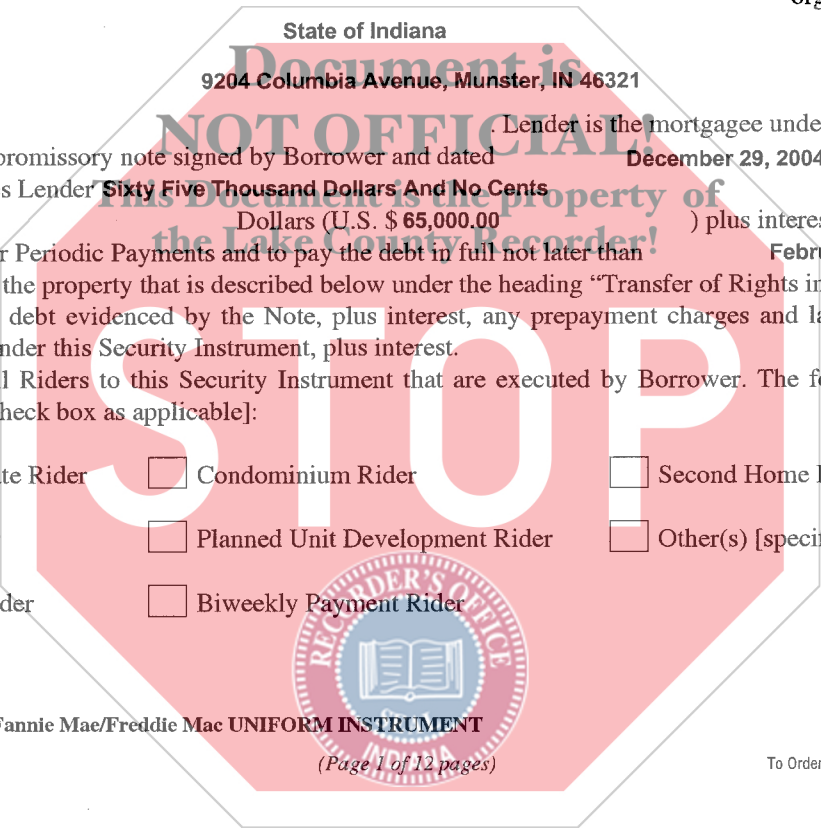 org
State of Indiana
Document is
9204 Columbia Avenue, Munster, IN 46321
NOT OFFICIAL!
. Lender is the mortgagee unde
promissory note signed by Borrower and dated December 29, 2004
s Lender Sixty Five Thousand Dollars And No Cents
This Document is the property of
Dollars (U.S. $ 65,000.00 ) plus interes
the Lake County Recorder!
r Periodic Payments and to pay the debt in full not later than Febru
the property that is described below under the heading “Transfer of Rights in
debt evidenced by the Note, plus interest, any prepayment charges and la
nder this Security Instrument, plus interest.
l Riders to this Security Instrument that are executed by Borrower. The fo
heck box as applicable]:
STOP
te Rider Condominium Rider Second Home R
Planned Unit Development Rider Other(s) [speci
der Biweekly Payment Rider
RECORDER'S OFFICE
SEAL
INDIANA
Fannie Mae/Freddie Mac UNIFORM INSTRUMENT
(Page 1 of 12 pages)
To Order